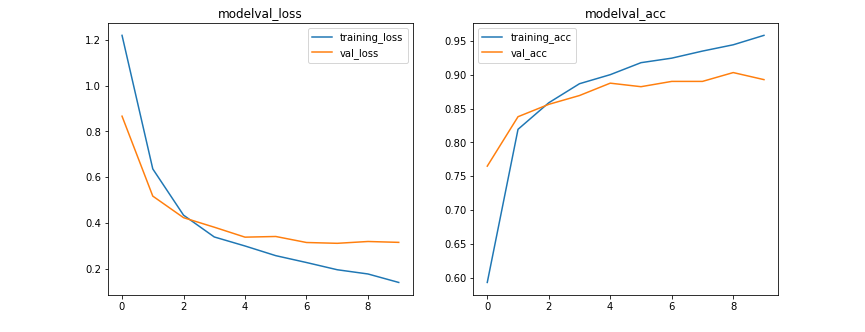 modelval_loss
1.2
1.0
0.8
0.6
0.4
0.2
0 2 4 6 8
training_loss
val_loss
modelval_acc
0.95
0.90
0.85
0.80
0.75
0.70
0.65
0.60
0 2 4 6 8
training_acc
val_acc